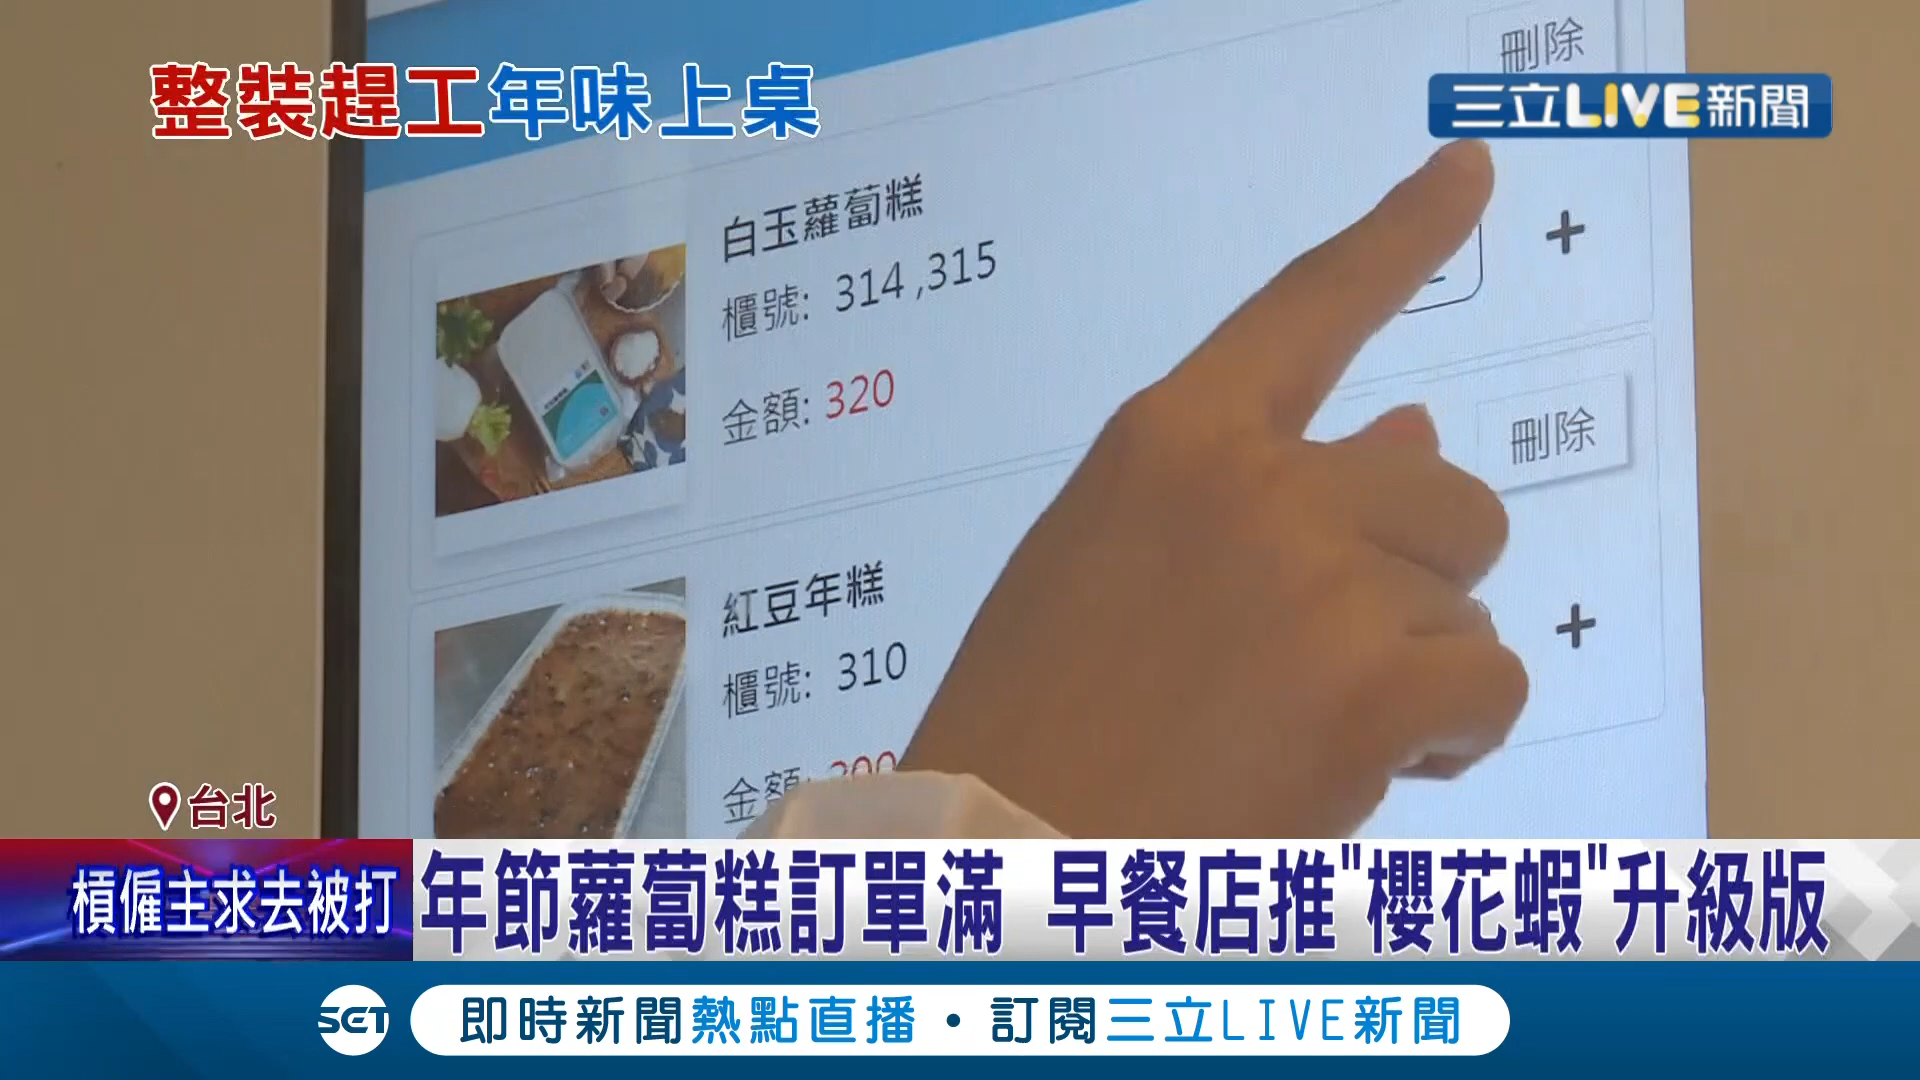 整裝趕工年味上桌
三立LIVE新聞
刪除
白玉蘿蔔糕
櫃號: 314,315
金額: 320
+
刪除
紅豆年糕
櫃號: 310
+
金額:
台北
槓僱主求去被打
年節蘿蔔糕訂單滿 早餐店推"櫻花蝦"升級版
SET
即時新聞熱點直播・訂閱三立LIVE新聞